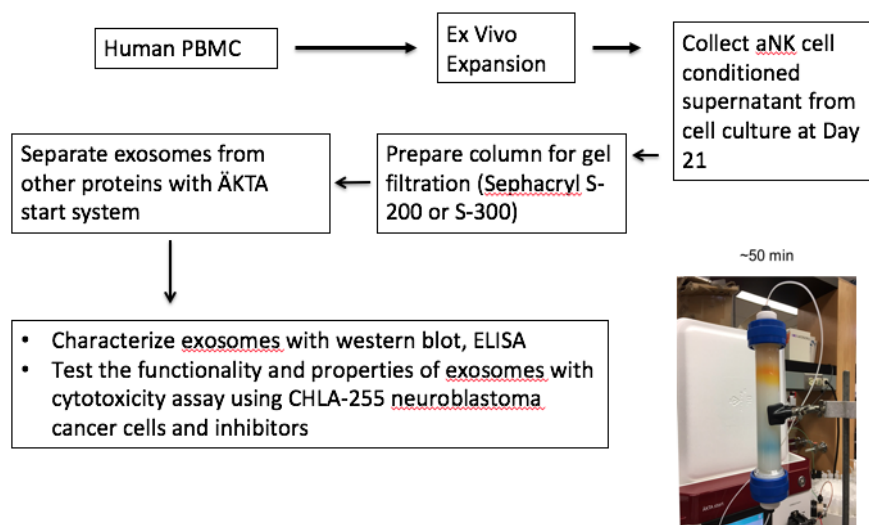 Human PBMC
Ex Vivo
Expansion
Collect aNK cell
conditioned
supernatant from
cell culture at Day
21
Prepare column for gel
filtration (Sephacryl S-
200 or S-300)
Separate exosomes from
other proteins with ÄKTA
start system
• Characterize exosomes with western blot, ELISA
• Test the functionality and properties of exosomes with
cytotoxicity assay using CHLA-255 neuroblastoma
cancer cells and inhibitors
~50 min
ÄKTA start